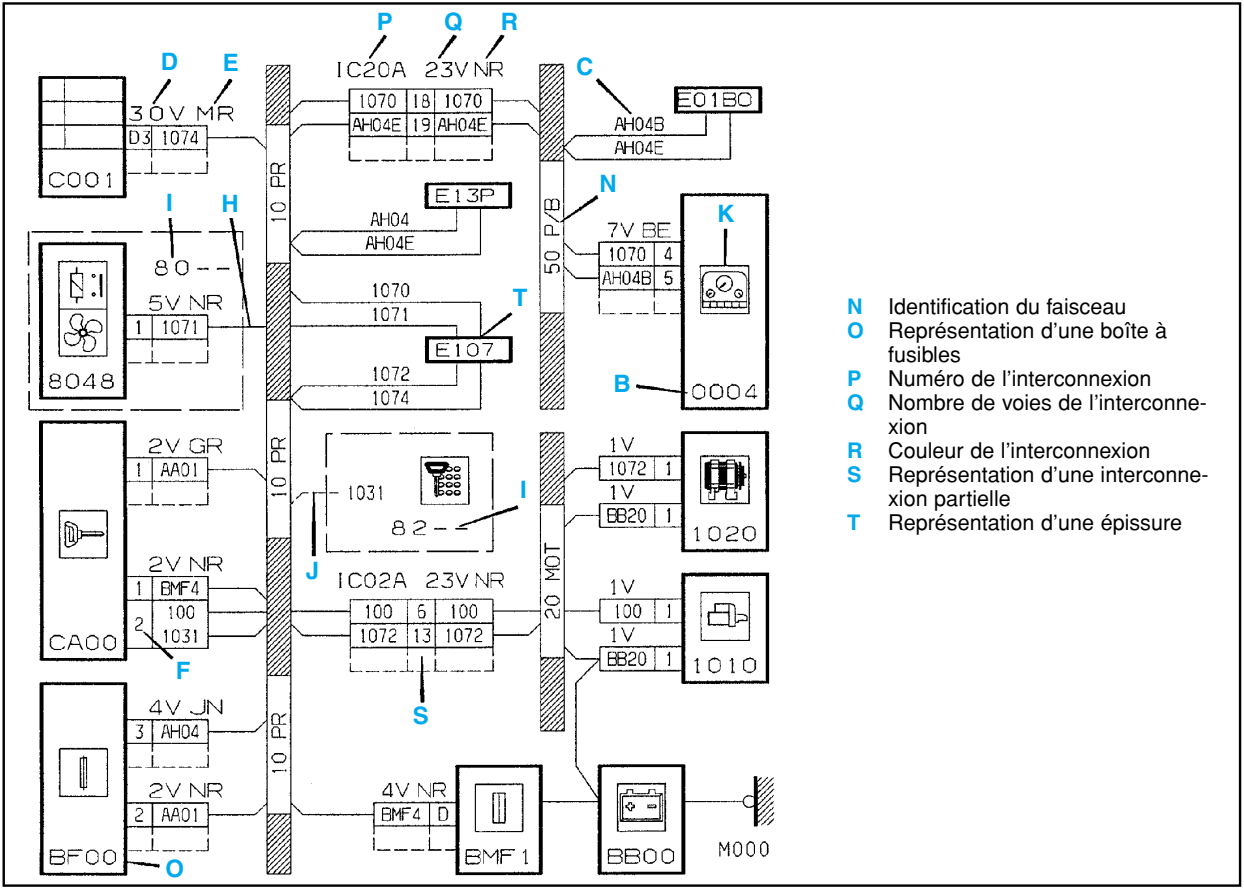 P Q R
IC20A 23V NR
D E
C
30V MR
1070 18 1070
E01B0
AH04E 19 AH04E
AH04B
D3 1074
AH04E
C001
10 PR
E13P
N
I H
AH04
50 P/B
K
AH04E
7V BE
80--
1070 4
1070
AH04B 5
5V NR
T
1 1071
1071
E107
8048
1072
B
0004
1074
N Identification du faisceau
O Représentation d'une boîte à
fusibles
P Numéro de l'interconnexion
Q Nombre de voies de l'interconne-
xion
R Couleur de l'interconnexion
S Représentation d'une interconne-
xion partielle
T Représentation d'une épissure
2V GR
1 AA01
10 PR
1031
I
82--
J
1V
1072 1
1V
BB20 1
1020
2V NR
1 BMF4
2 100
1031
CA00
F
IC02A 23V NR
100 6 100
1072 13 1072
S
20 MOT
1V
100 1
1V
BB20 1
1010
4V JN
3 AH04
10 PR
2V NR
2 AA01
BF00
O
4V NR
BMF4 D
BMF1
BB00
M000